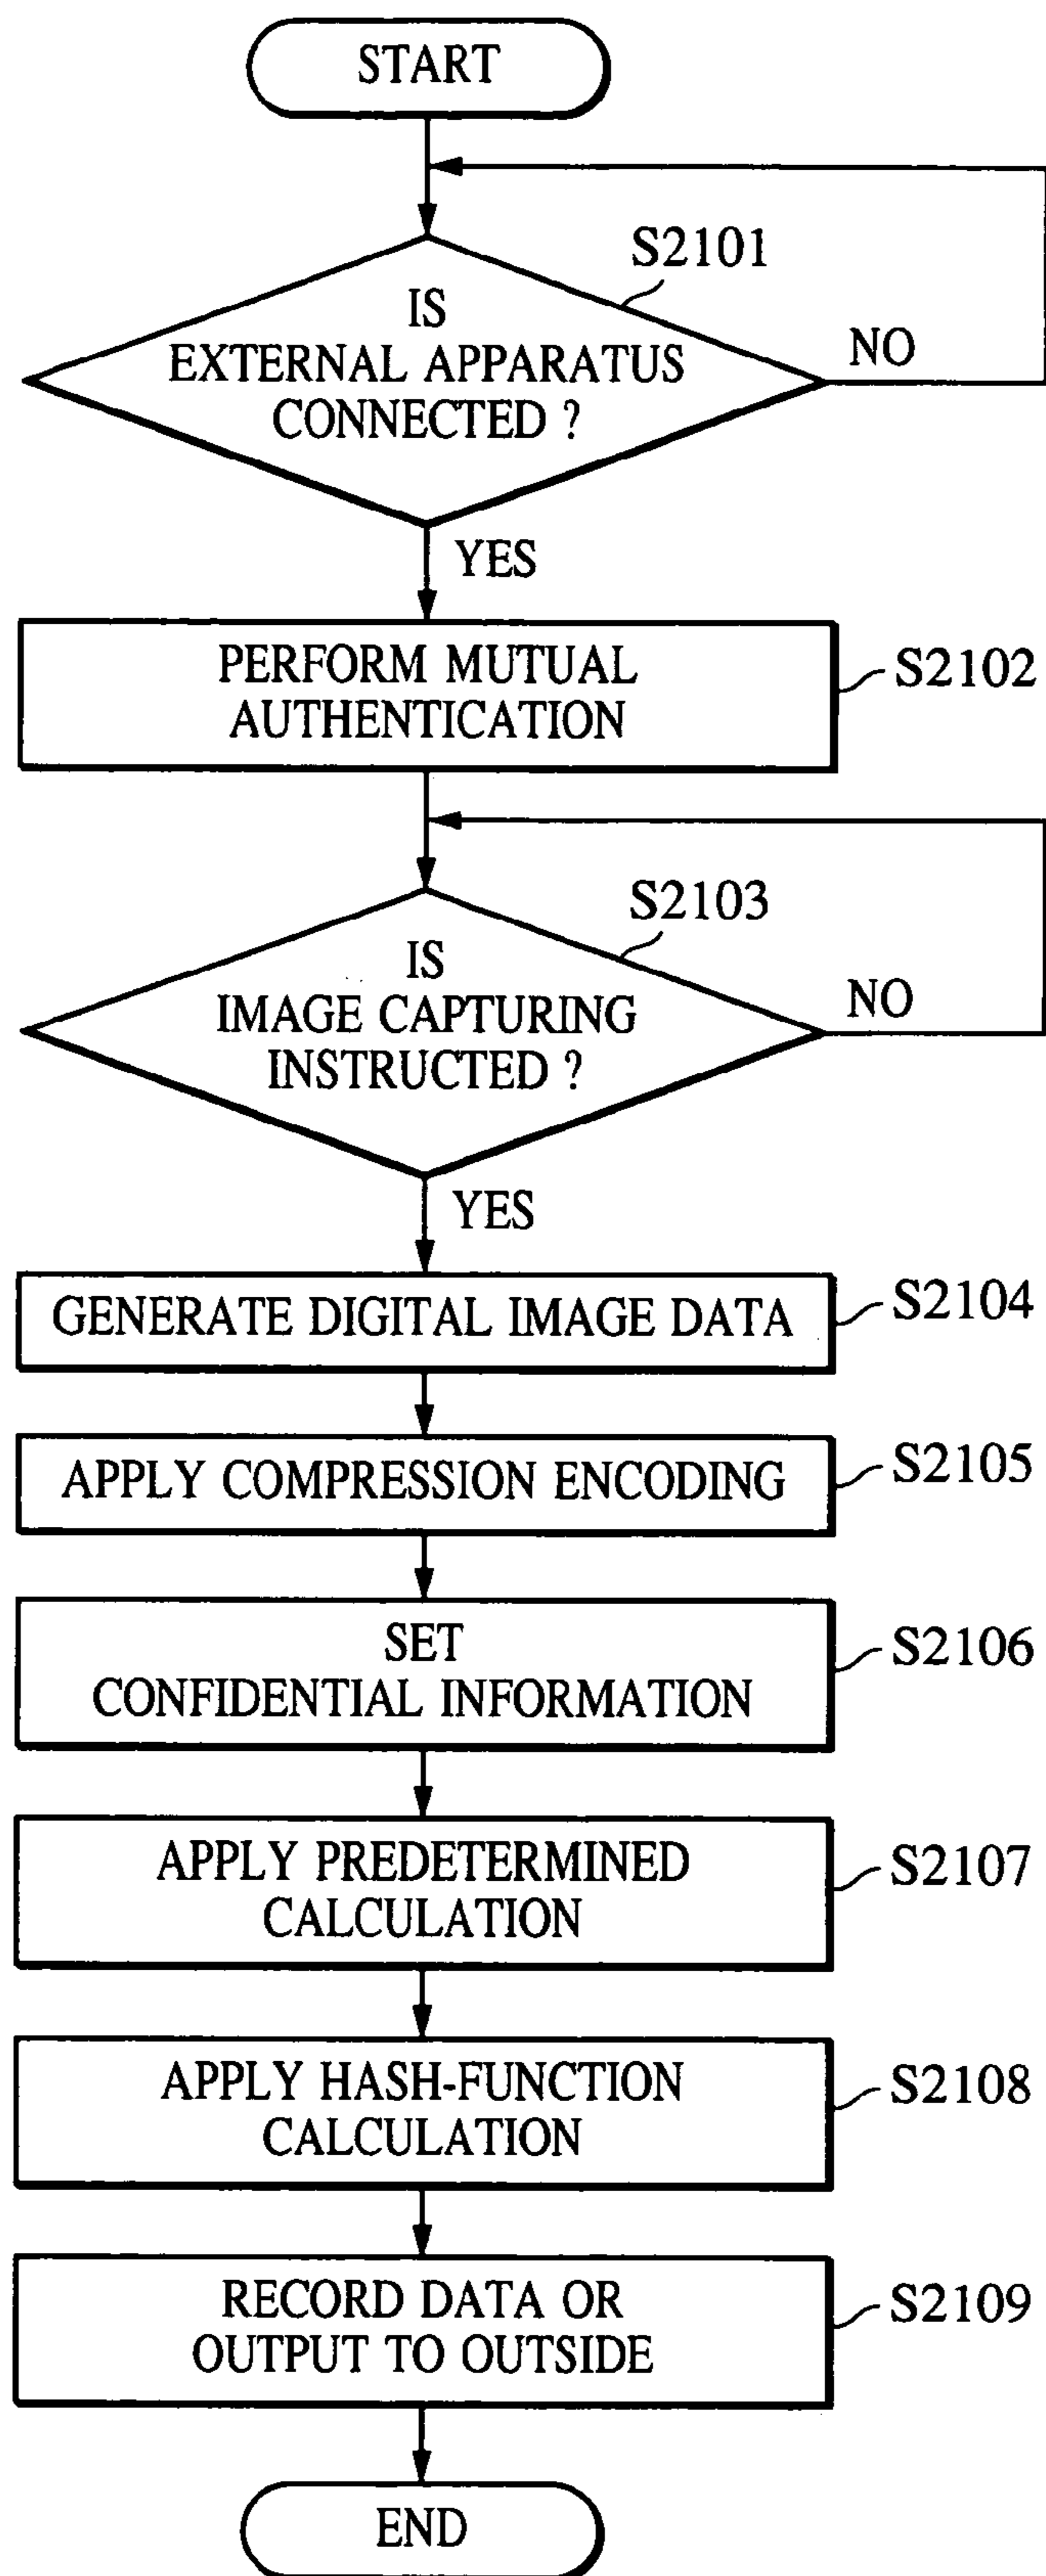 START
S2101
IS
EXTERNAL APPARATUS
CONNECTED ?
NO
YES
PERFORM MUTUAL
AUTHENTICATION
S2102
S2103
IS
IMAGE CAPTURING
INSTRUCTED ?
NO
YES
GENERATE DIGITAL IMAGE DATA
S2104
APPLY COMPRESSION ENCODING
S2105
SET
CONFIDENTIAL INFORMATION
S2106
APPLY PREDETERMINED
CALCULATION
S2107
APPLY HASH-FUNCTION
CALCULATION
S2108
RECORD DATA OR
OUTPUT TO OUTSIDE
S2109
END